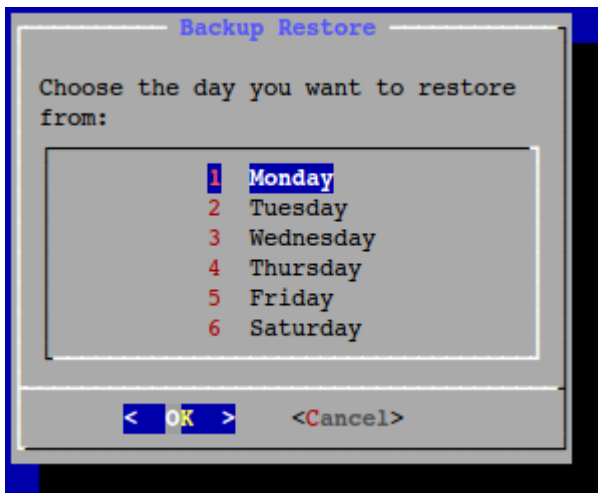 Backup Restore
Choose the day you want to restore
from:
1 Monday
2 Tuesday
3 Wednesday
4 Thursday
5 Friday
6 Saturday
< OK > <Cancel>